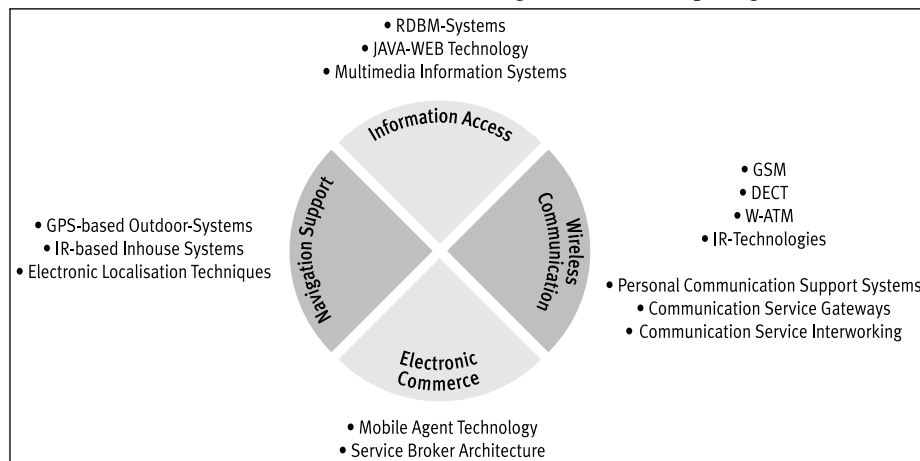 • RDBM-Systems
• JAVA-WEB Technology
• Multimedia Information Systems
Information Access
Navigation Support
• GPS-based Outdoor-Systems
• IR-based Inhouse Systems
• Electronic Localisation Techniques
Wireless
Communication
• GSM
• DECT
• W-ATM
• IR-Technologies
• Personal Communication Support Systems
• Communication Service Gateways
• Communication Service Interworking
Electronic
Commerce
• Mobile Agent Technology
• Service Broker Architecture